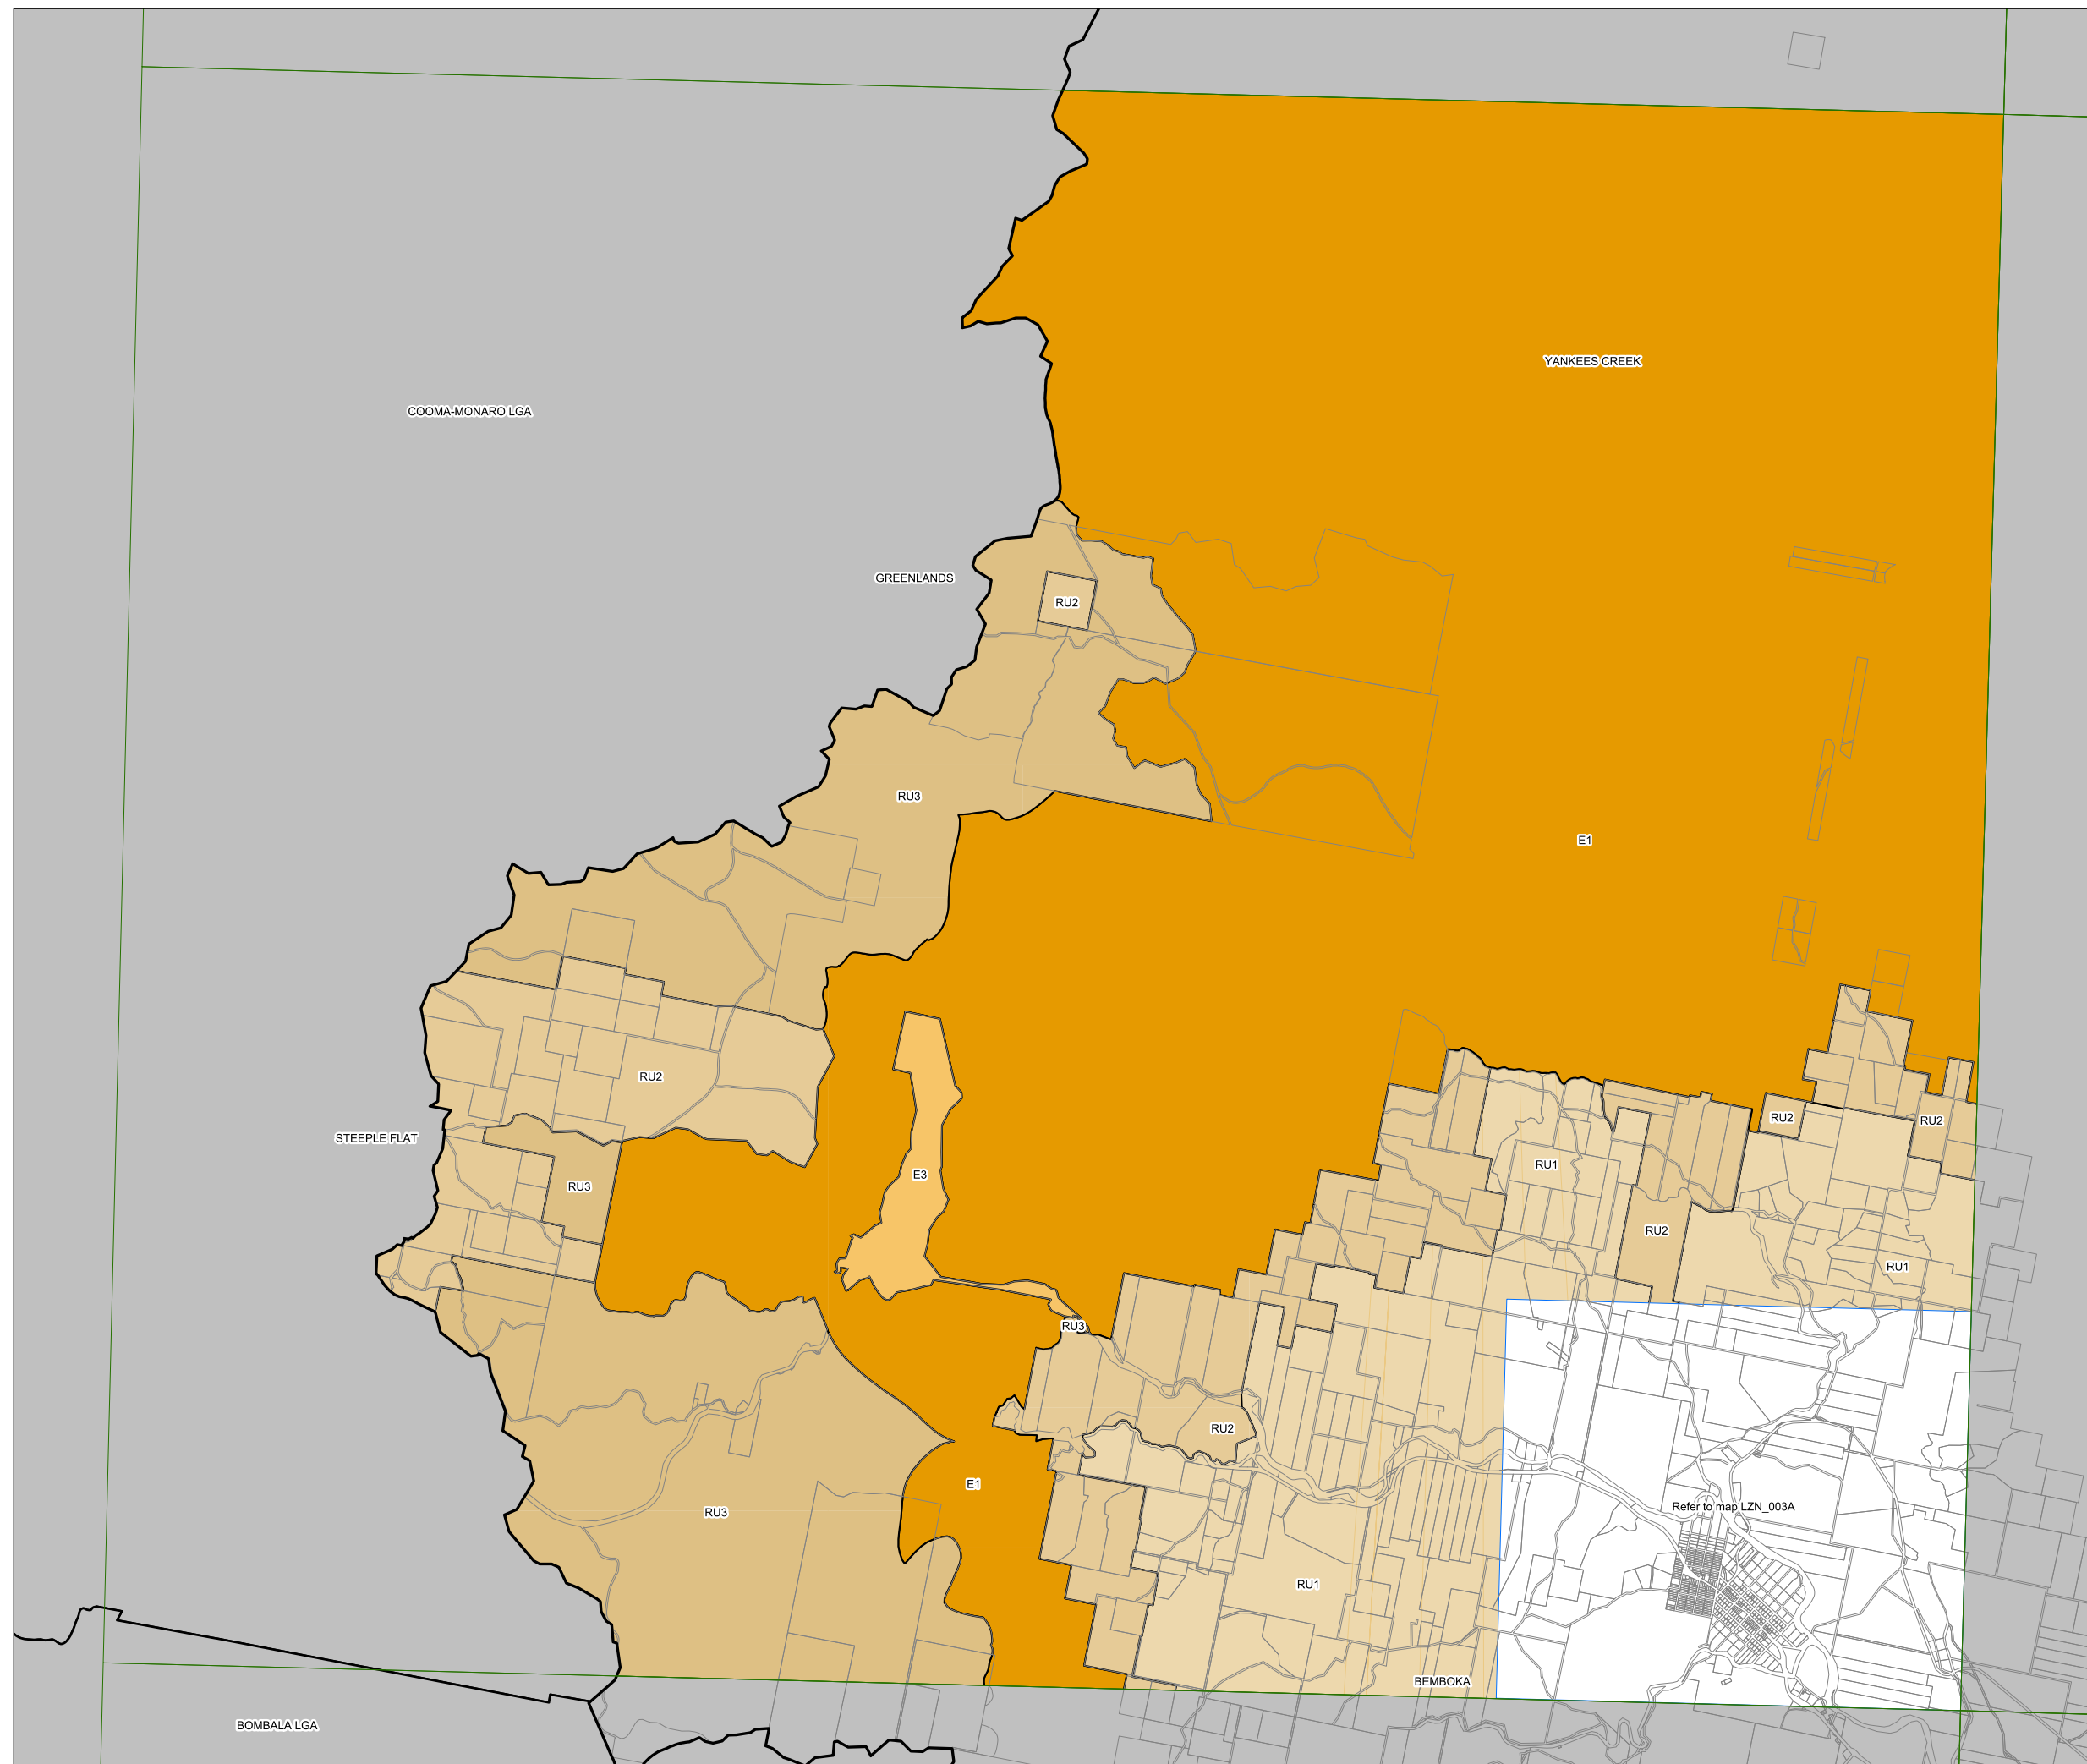 YANKEES CREEK
COOMA-MONARO LGA
GREENLANDS
RU2
RU3
E1
RU2
RU2
RU2
STEEPLE FLAT
RU1
E3
RU3
RU2
RU1
RU3
RU2
E1
Refer to map LZN_003A
RU3
RU1
BEMBOKA
BOMBALA LGA